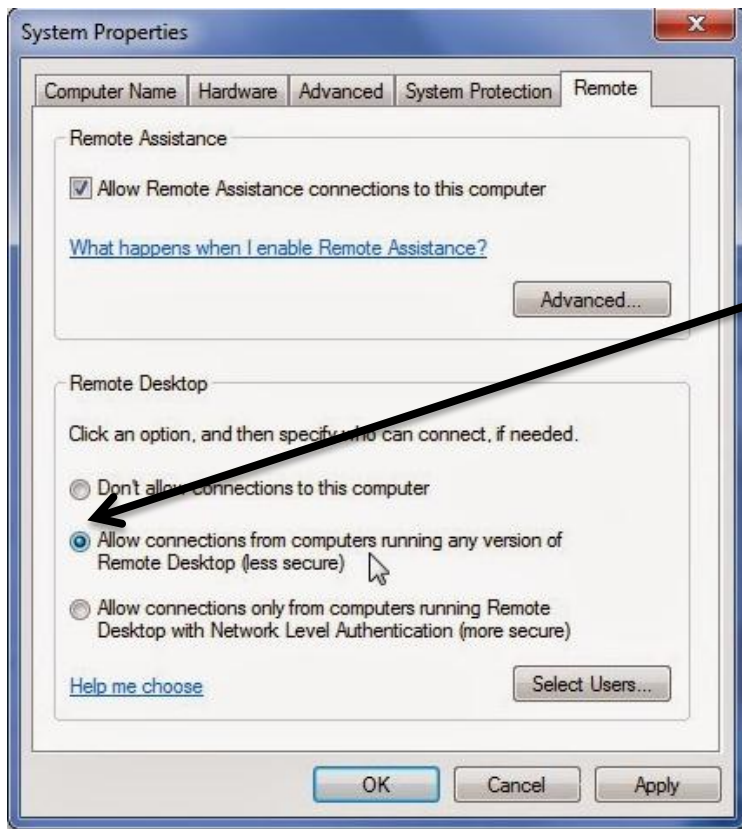 System Properties
Computer Name Hardware Advanced System Protection Remote
Remote Assistance
Allow Remote Assistance connections to this computer
What happens when I enable Remote Assistance?
Advanced...
Remote Desktop
Click an option, and then specify who can connect, if needed.
Don't allow connections to this computer
Allow connections from computers running any version of
Remote Desktop (less secure)
Allow connections only from computers running Remote
Desktop with Network Level Authentication (more secure)
Help me choose
Select Users...
OK Cancel Apply